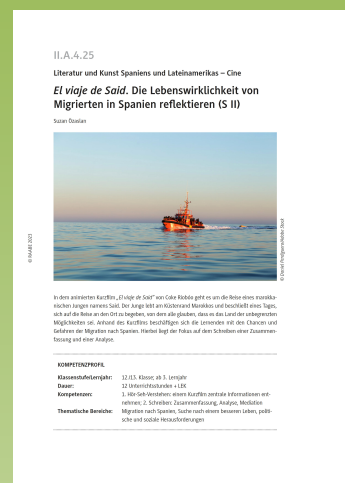 II.A.4.25
Literatur und Kunst Spaniens und Lateinamerikas – Cine
El viaje de Said. Die Lebenswirklichkeit von
Migrierten in Spanien reflektieren (S II)
Suzan Özavian
© RAABE 2023
© Daniel Rodríguez/Adobe Stock
In dem animierten Kurzfilm „El viaje de Said" von Coke Riobóo geht es um die Reise eines marokka-
nischen Jungen namens Said. Der Junge lebt am Küstenrand Marokkos und beschließt eines Tages,
sich auf die Reise an den Ort zu begeben, von dem alle glauben, dass es das Land der unbegrenzten
Möglichkeiten sei. Anhand des Kurzfilms beschäftigen sich die Lernenden mit den Chancen und
Gefahren der Migration nach Spanien. Hierbei liegt der Fokus auf dem Schreiben einer Zusammen-
fassung und einer Analyse.
KOMPETENZPROFIL
Klassenstufe/Lernjahr: 12./13. Klasse; ab 3. Lernjahr
Dauer: 12 Unterrichtsstunden + LEK
Kompetenzen: 1. Hör-Seh-Verstehen: einem Kurzfilm zentrale Informationen ent-
nehmen; 2. Schreiben: Zusammenfassung, Analyse, Mediation
Thematische Bereiche: Migration nach Spanien, Suche nach einem besseren Leben, politi-
sche und soziale Herausforderungen